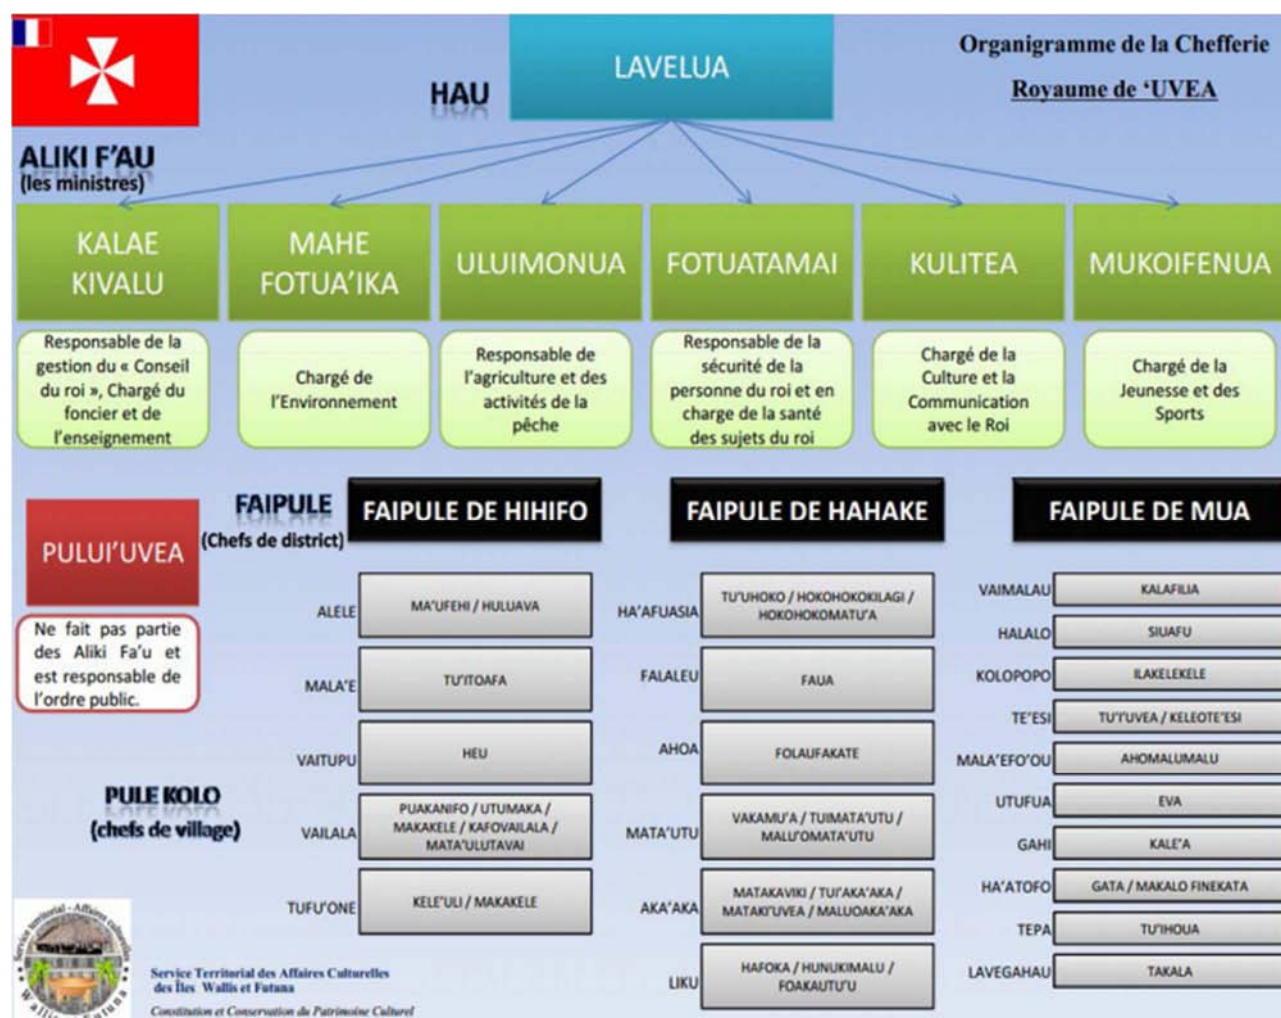 Organigramme de la Chefferie
Royaume de ‘UVEA
HAU
LAVELUA
ALIKI F’AU
(les ministres)
KALAE
KIVALU
MAHE
FOTUA’IKA
ULUIMONUA
FOTUATAMAI
KULITEA
MUKOIFENUA
Responsable de la
gestion du « Conseil
du roi », Chargé du
foncier et de
l’enseignement
Chargé de
l’Environnement
Responsable de
l’agriculture et des
activités de la
pêche
Responsable de la
sécurité de la
personne du roi et en
charge de la santé
des sujets du roi
Chargé de la
Culture et la
Communication
avec le Roi
Chargé de la
Jeunesse et des
Sports
PULUI’UVEA
Ne fait pas partie
des Aliki Fa’u et
est responsable de
l’ordre public.
FAIPULE
(Chefs de district)
FAIPULE DE HIHIFO
FAIPULE DE HAHAKE
FAIPULE DE MUA
PULE KOLO
(chefs de village)
ALELE
MA’UFEHI / HULUAVA
MALA’E
TU’ITOAFA
VAITUPU
HEU
VAILALA
PUAKANIFO / UTUMAKA /
MAKAKELE / KAFOVAILALA /
MATA’ULUTAVAI
TUFU’ONE
KELE’ULI / MAKAKELE
HA’AFUASIA
TU’UHOKO / HOKOHOKOKILAGI /
HOKOHOKOMATU’A
FALALEU
FAUA
AHOA
FOLAUFAKATE
MATA’UTU
VAKAMU’A / TUIMATA’UTU /
MALU’OMATA’UTU
AKA’AKA
MATAKAVIKI / TUI’AKA’AKA /
MATAKI’UVEA / MALUOAKA’AKA
LIKU
HAFOKA / HUNUKIMALU /
FOAKAUTU’U
VAIMALAU
KALAFILIA
HALALO
SIUAFU
KOLOPOPO
ILAKELEKELE
TE’ESI
TU’I’UVEA / KELEOTE’ESI
MALA’EFO’OU
AHOMALUMALU
UTUFUA
EVA
GAHI
KALE’A
HA’ATOFO
GATA / MAKALO FINEKATA
TEPA
TU’IHOUA
LAVEGAHAU
TAKALA
Service territorial - Affaires culturelles
Wallis et Futuna
Service Territorial des Affaires Culturelles
des Îles Wallis et Futuna
Constitution et Conservation du Patrimoine Culturel